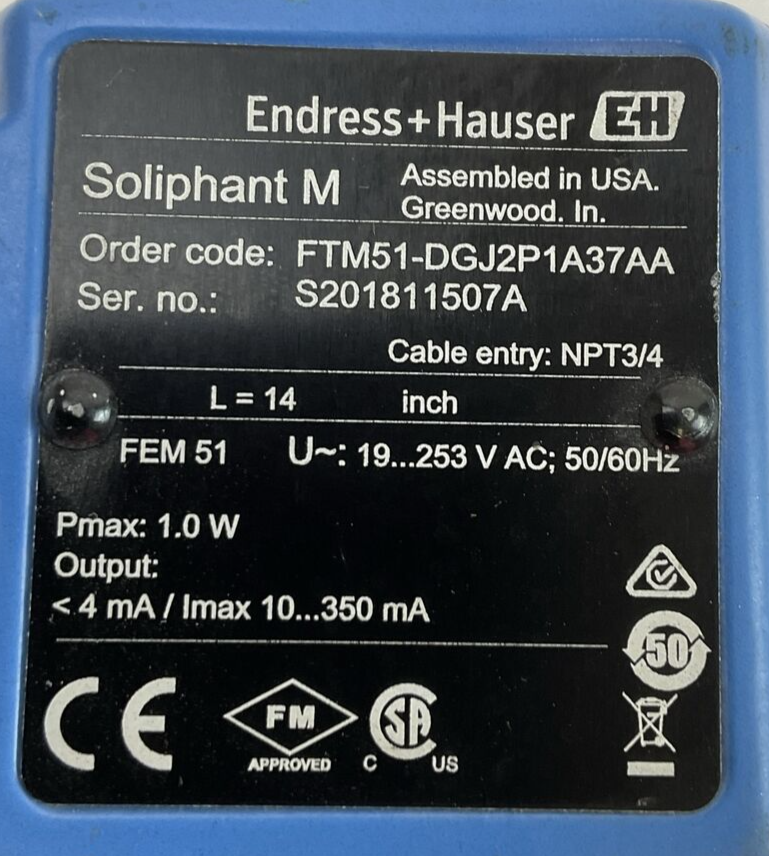 Endress+Hauser EH
Soliphant M
Assembled in USA.
Greenwood. In.
Order code: FTM51-DGJ2P1A37AA
Ser. no.: S201811507A
Cable entry: NPT3/4
L = 14 inch
FEM 51 U~: 19...253 V AC; 50/60Hz
Pmax: 1.0 W
Output:
< 4 mA / Imax 10...350 mA
50
CE
FM
APPROVED
C SA US